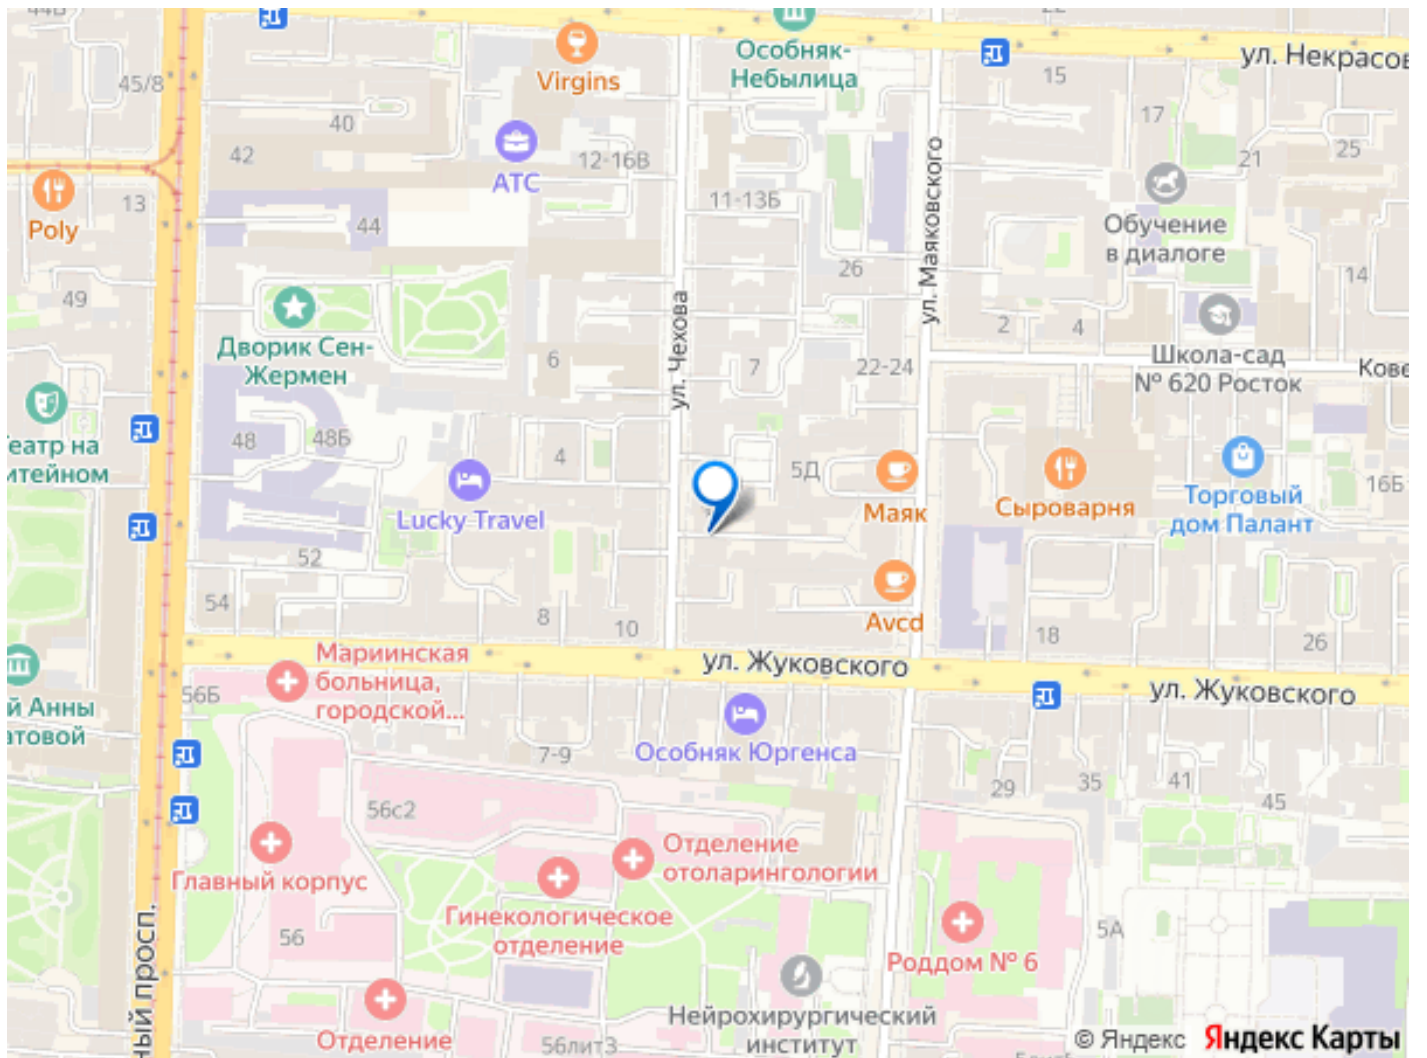 45/8
Virgins
Особняк-
Небылица
ул. Некрасов
15
17
40
42
12-16В
21
25
АТС
Poly
13
11-13Б
44
Обучение
в диалоге
26
14
49
ул. Чехова
ул. Маяковского
2
4
Дворик Сен-
Жермен
6
7
22-24
Школа-сад
№ 620 Росток
Кове
еатр на
итейном
48
48Б
4
5Д
Lucky Travel
Маяк
Сыроварня
Торговый
дом Палант
16Б
52
54
8
10
Avcd
18
26
й Анны
атовой
Мариинская
больница,
городской...
56Б
ул. Жуковского
ул. Жуковского
7-9
Особняк Юргенса
29
35
41
45
56с2
Главный корпус
Отделение
отоларингологии
Гинекологическое
отделение
56
ный просп.
Роддом № 6
5А
Отделение
56лит3
Нейрохирургический
институт
© Яндекс Яндекс Карты